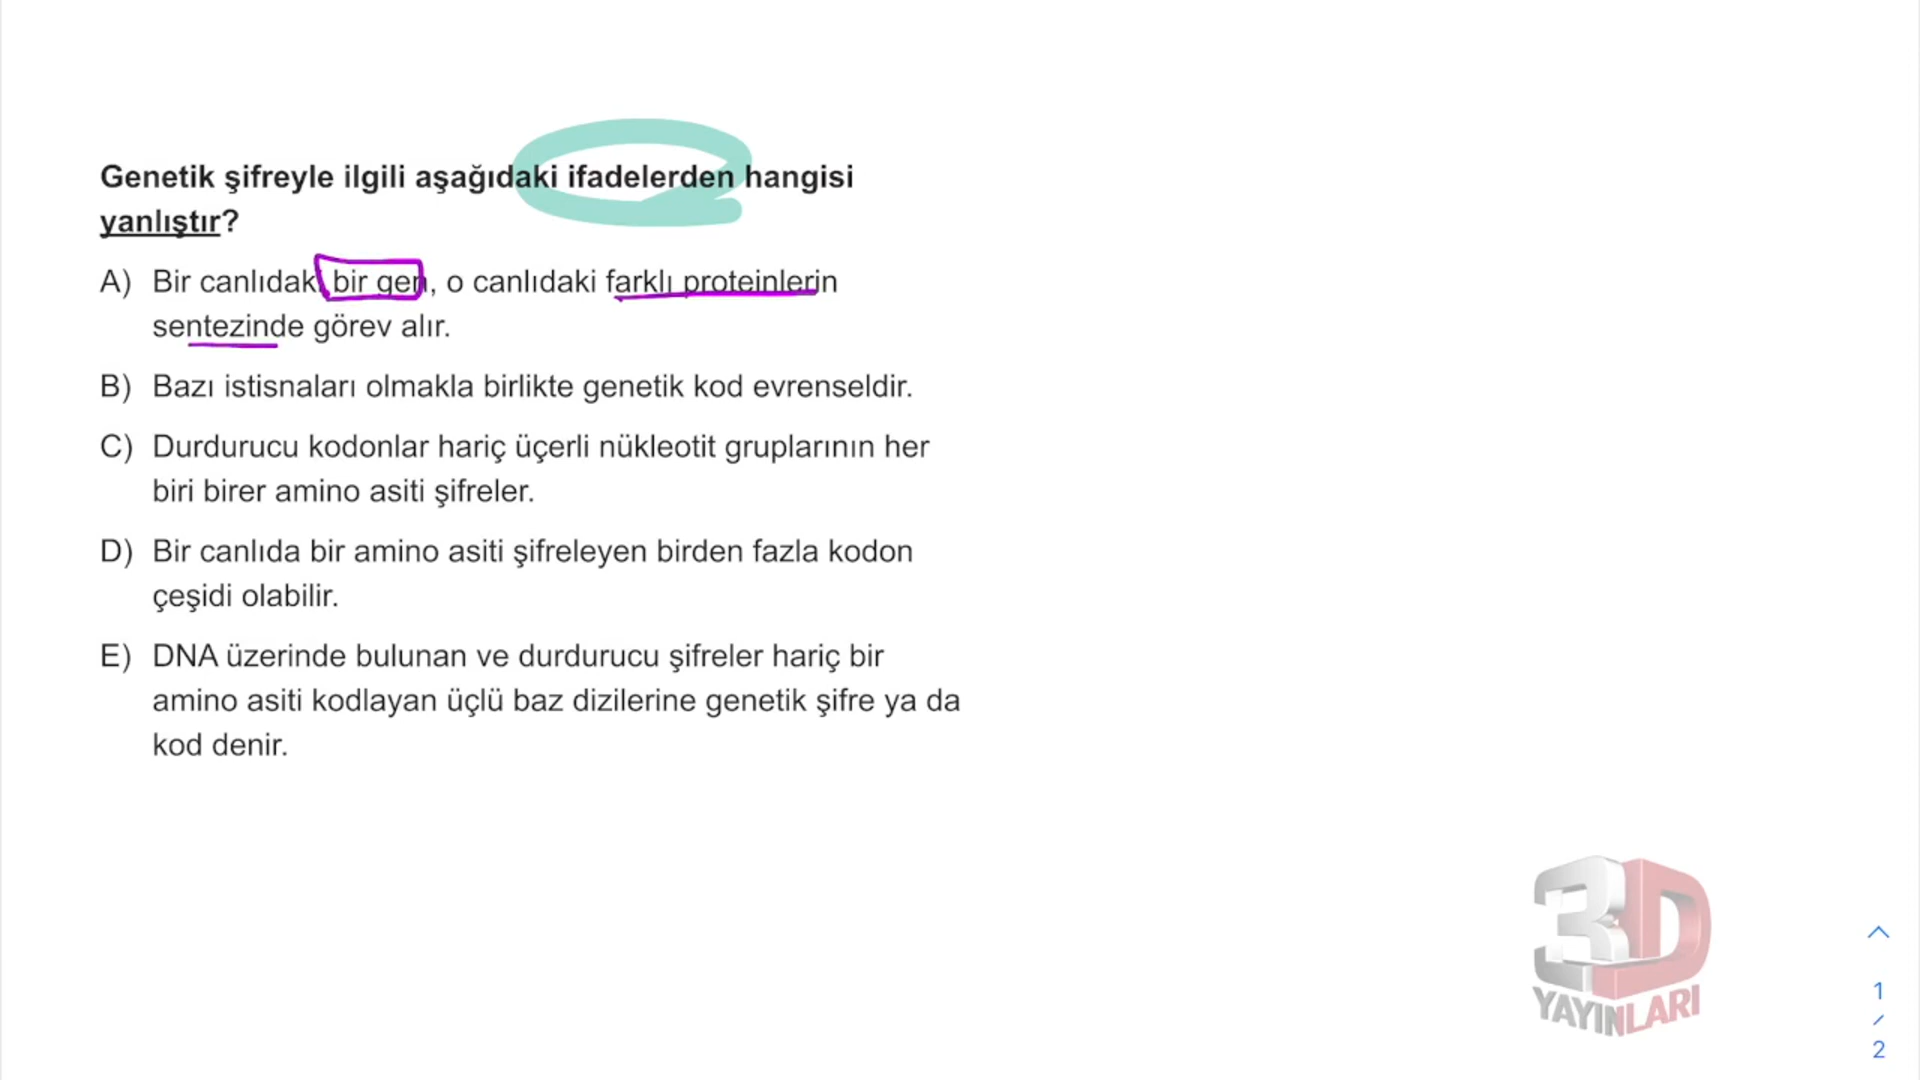 Genetik şifreyle ilgili aşağıdaki ifadelerden hangisi
yanlıştır?
A) Bir canlıdaki bir gen, o canlıdaki farklı proteinlerin
sentezinde görev alır.
B) Bazı istisnaları olmakla birlikte genetik kod evrenseldir.
C) Durdurucu kodonlar hariç üçerli nükleotit gruplarının her
biri birer amino asiti şifreler.
D) Bir canlıda bir amino asiti şifreleyen birden fazla kodon
çeşidi olabilir.
E) DNA üzerinde bulunan ve durdurucu şifreler hariç bir
amino asiti kodlayan üçlü baz dizilerine genetik şifre ya da
kod denir.
3D
YAYINLARI
1
/
2